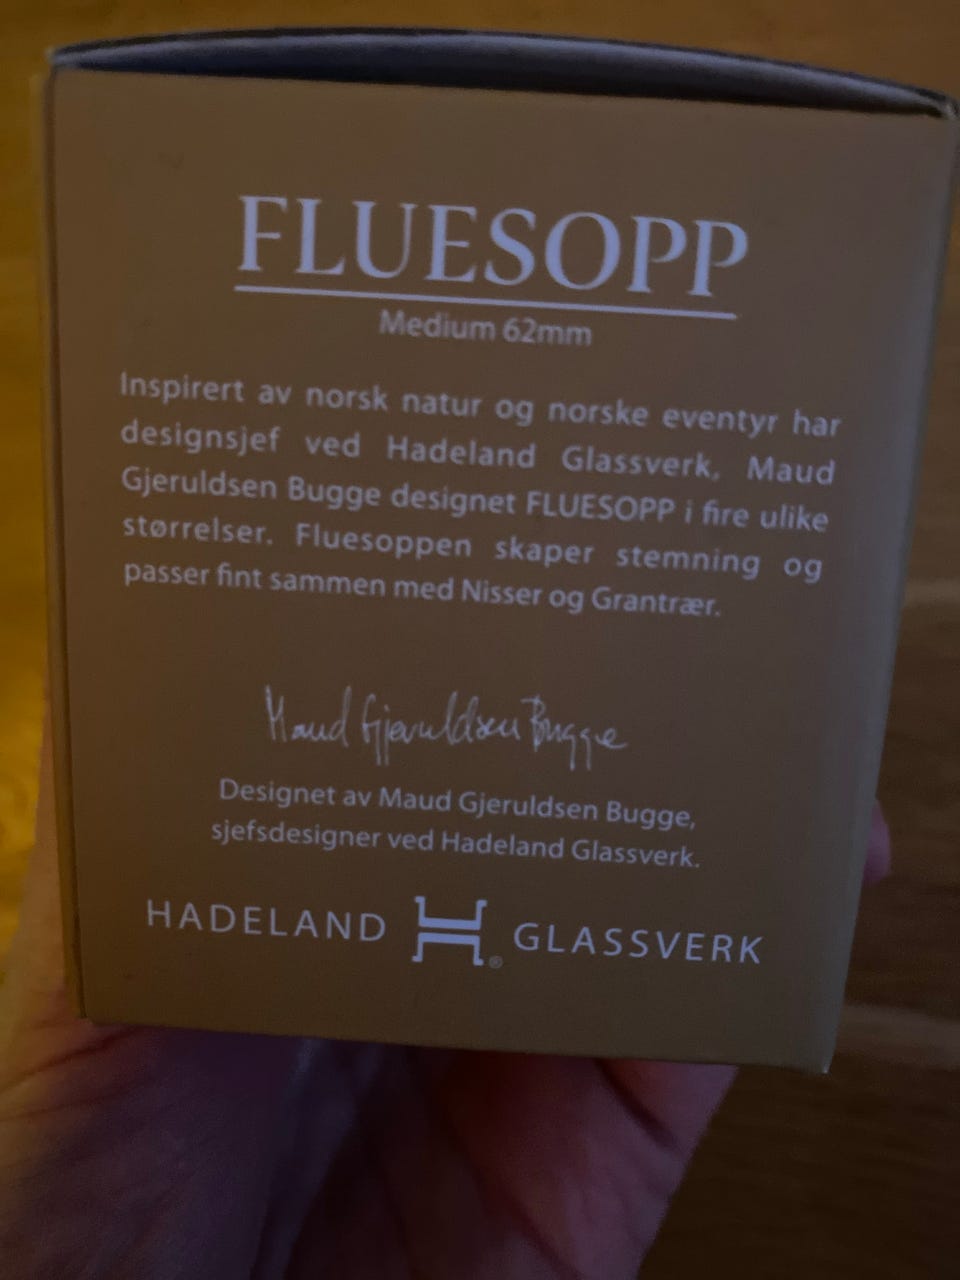 FLUESOPP
Medium 62mm
Inspirert av norsk natur og norske eventyr har
designsjef ved Hadeland Glassverk, Maud
Gjeruldsen Bugge designet FLUESOPP i fire ulike
størrelser. Fluesoppen skaper stemning og
passer fint sammen med Nisser og Grantrær.
Maud Gjeruldsen Bugge
Designet av Maud Gjeruldsen Bugge,
sjefsdesigner ved Hadeland Glassverk.
HADELAND H® GLASSVERK